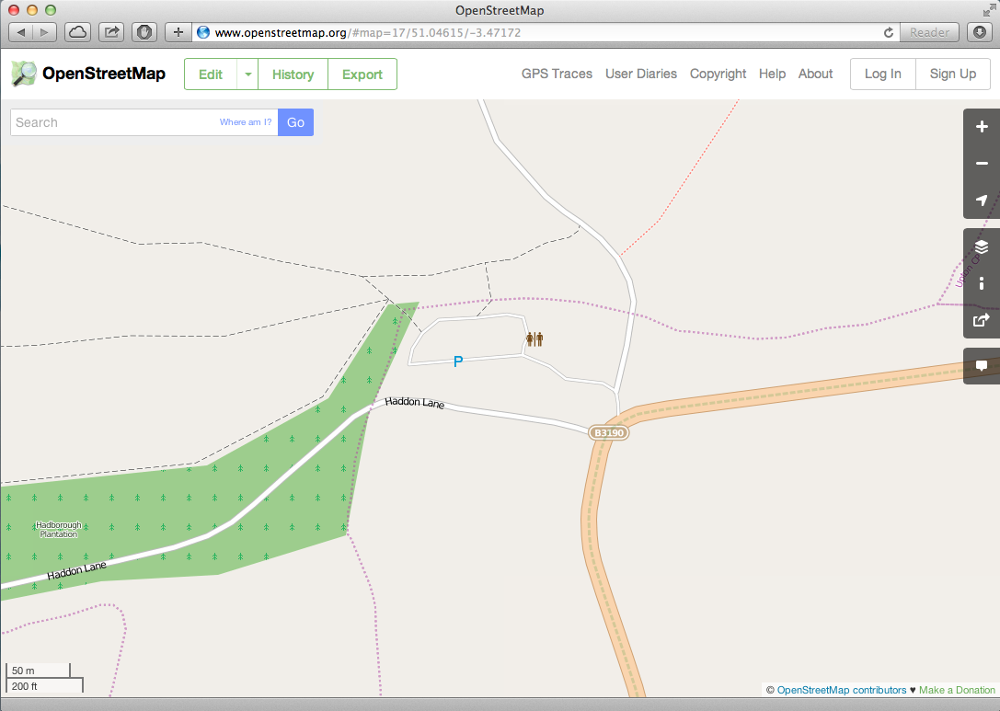 OpenStreetMap
www.openstreetmap.org/#map=17/51.04615/-3.47172
Reader
OpenStreetMap
Edit
History
Export
GPS Traces
User Diaries
Copyright
Help
About
Log In
Sign Up
Search
Where am I?
Go
Upton
P
Haddon Lane
B3190
Hadborough
Plantation
Haddon Lane
50 m
200 ft
© OpenStreetMap contributors ♥ Make a Donation